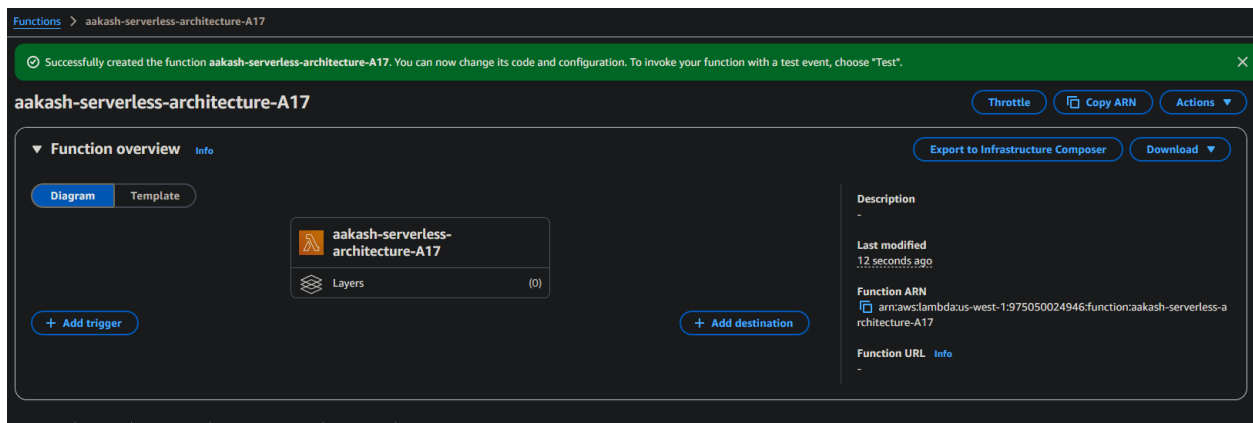 Functions > aakash-serverless-architecture-A17
Successfully created the function aakash-serverless-architecture-A17. You can now change its code and configuration. To invoke your function with a test event, choose "Test".
aakash-serverless-architecture-A17
Throttle
Copy ARN
Actions
Function overview Info
Export to Infrastructure Composer
Download
Diagram
Template
aakash-serverless-
architecture-A17
Layers
(0)
+ Add trigger
+ Add destination
Description
-
Last modified
12 seconds ago
Function ARN
arn:aws:lambda:us-west-1:975050024946:function:aakash-serverless-a
rchitecture-A17
Function URL Info
-